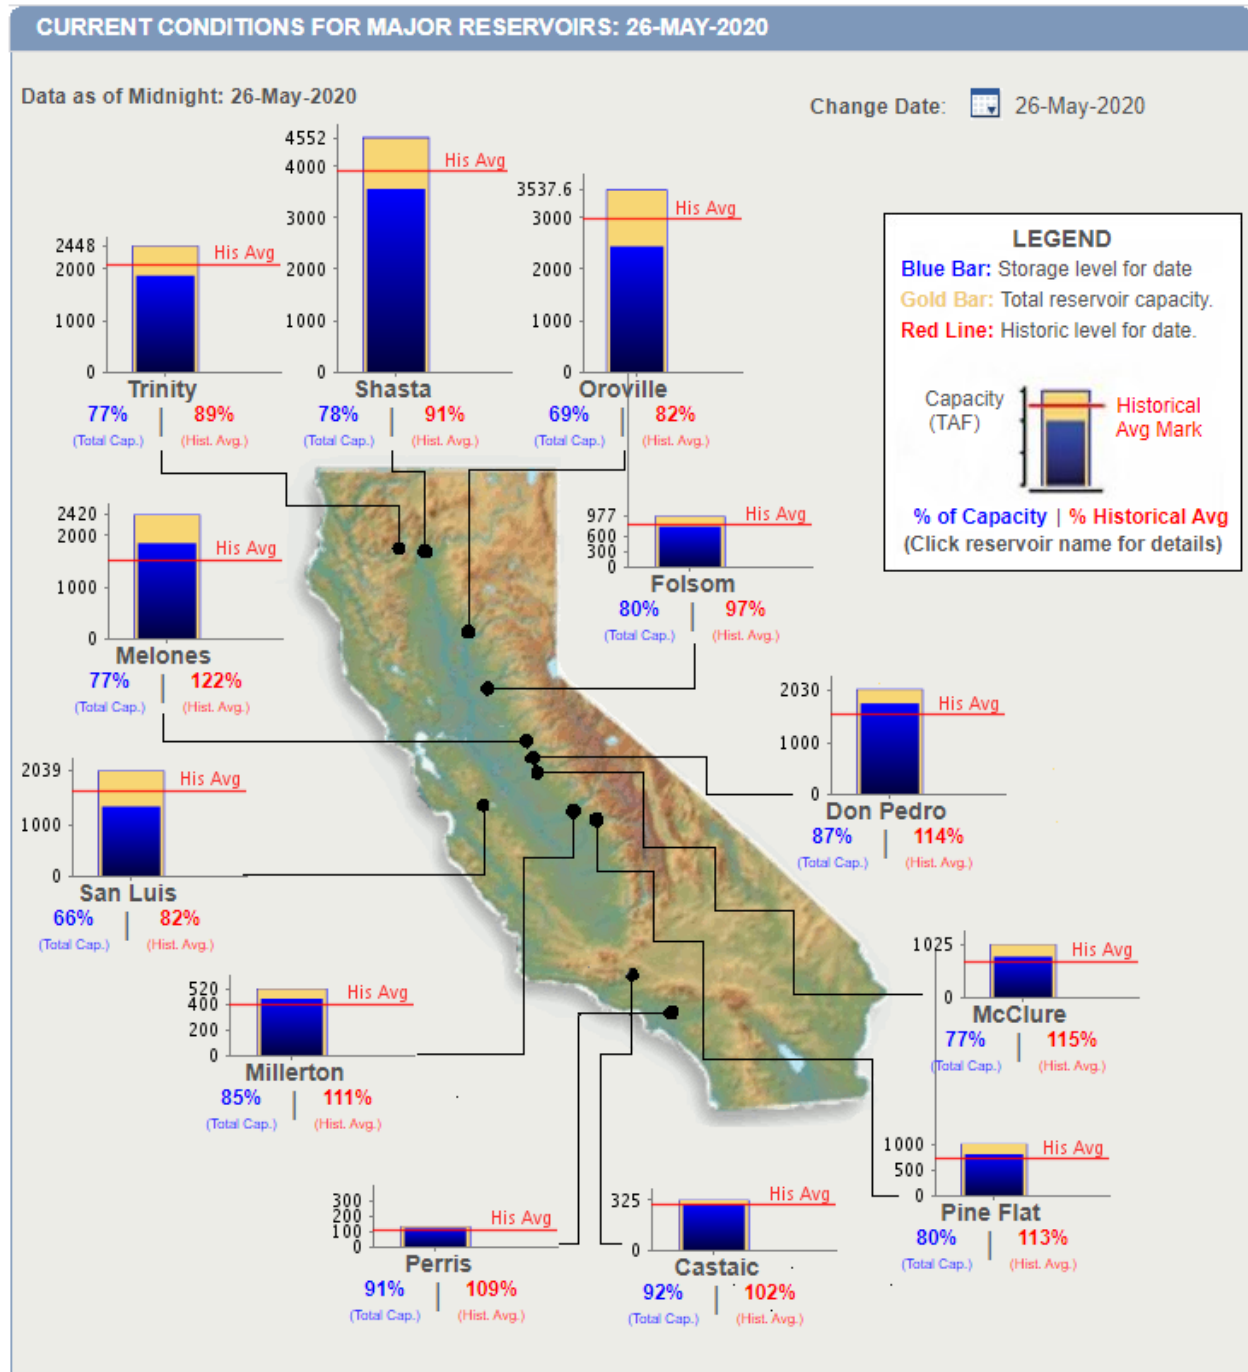 CURRENT CONDITIONS FOR MAJOR RESERVOIRS: 26-MAY-2020
Data as of Midnight: 26-May-2020
Change Date: 26-May-2020
2448
2000
1000
0
His Avg
Trinity
77% | 89%
(Total Cap.) (Hist. Avg.)
4552
4000
3000
2000
1000
0
His Avg
Shasta
78% | 91%
(Total Cap.) (Hist. Avg.)
3537.6
3000
2000
1000
0
His Avg
Oroville
69% | 82%
(Total Cap.) (Hist. Avg.)
LEGEND
Blue Bar: Storage level for date
Gold Bar: Total reservoir capacity.
Red Line: Historic level for date.
Capacity
(TAF)
Historical
Avg Mark
% of Capacity | % Historical Avg
(Click reservoir name for details)
2420
2000
1000
0
His Avg
Melones
77% | 122%
(Total Cap.) (Hist. Avg.)
977
600
300
0
His Avg
Folsom
80% | 97%
(Total Cap.) (Hist. Avg.)
2030
1000
0
His Avg
Don Pedro
87% | 114%
(Total Cap.) (Hist. Avg.)
2039
1000
0
His Avg
San Luis
66% | 82%
(Total Cap.) (Hist. Avg.)
1025
0
His Avg
McClure
77% | 115%
(Total Cap.) (Hist. Avg.)
520
400
200
0
His Avg
Millerton
85% | 111%
(Total Cap.) (Hist. Avg.)
1000
500
0
His Avg
Pine Flat
80% | 113%
(Total Cap.) (Hist. Avg.)
300
200
100
0
His Avg
Perris
91% | 109%
(Total Cap.) (Hist. Avg.)
325
0
His Avg
Castaic
92% | 102%
(Total Cap.) (Hist. Avg.)